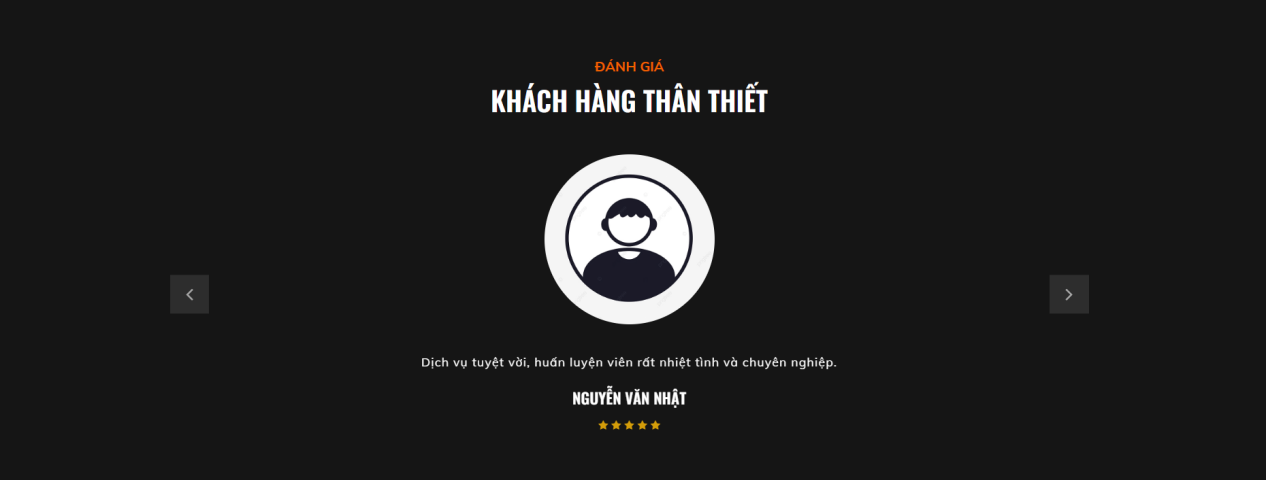 ĐÁNH GIÁ
KHÁCH HÀNG THÂN THIẾT
Dịch vụ tuyệt vời, huấn luyện viên rất nhiệt tình và chuyên nghiệp.
NGUYỄN VĂN NHẬT